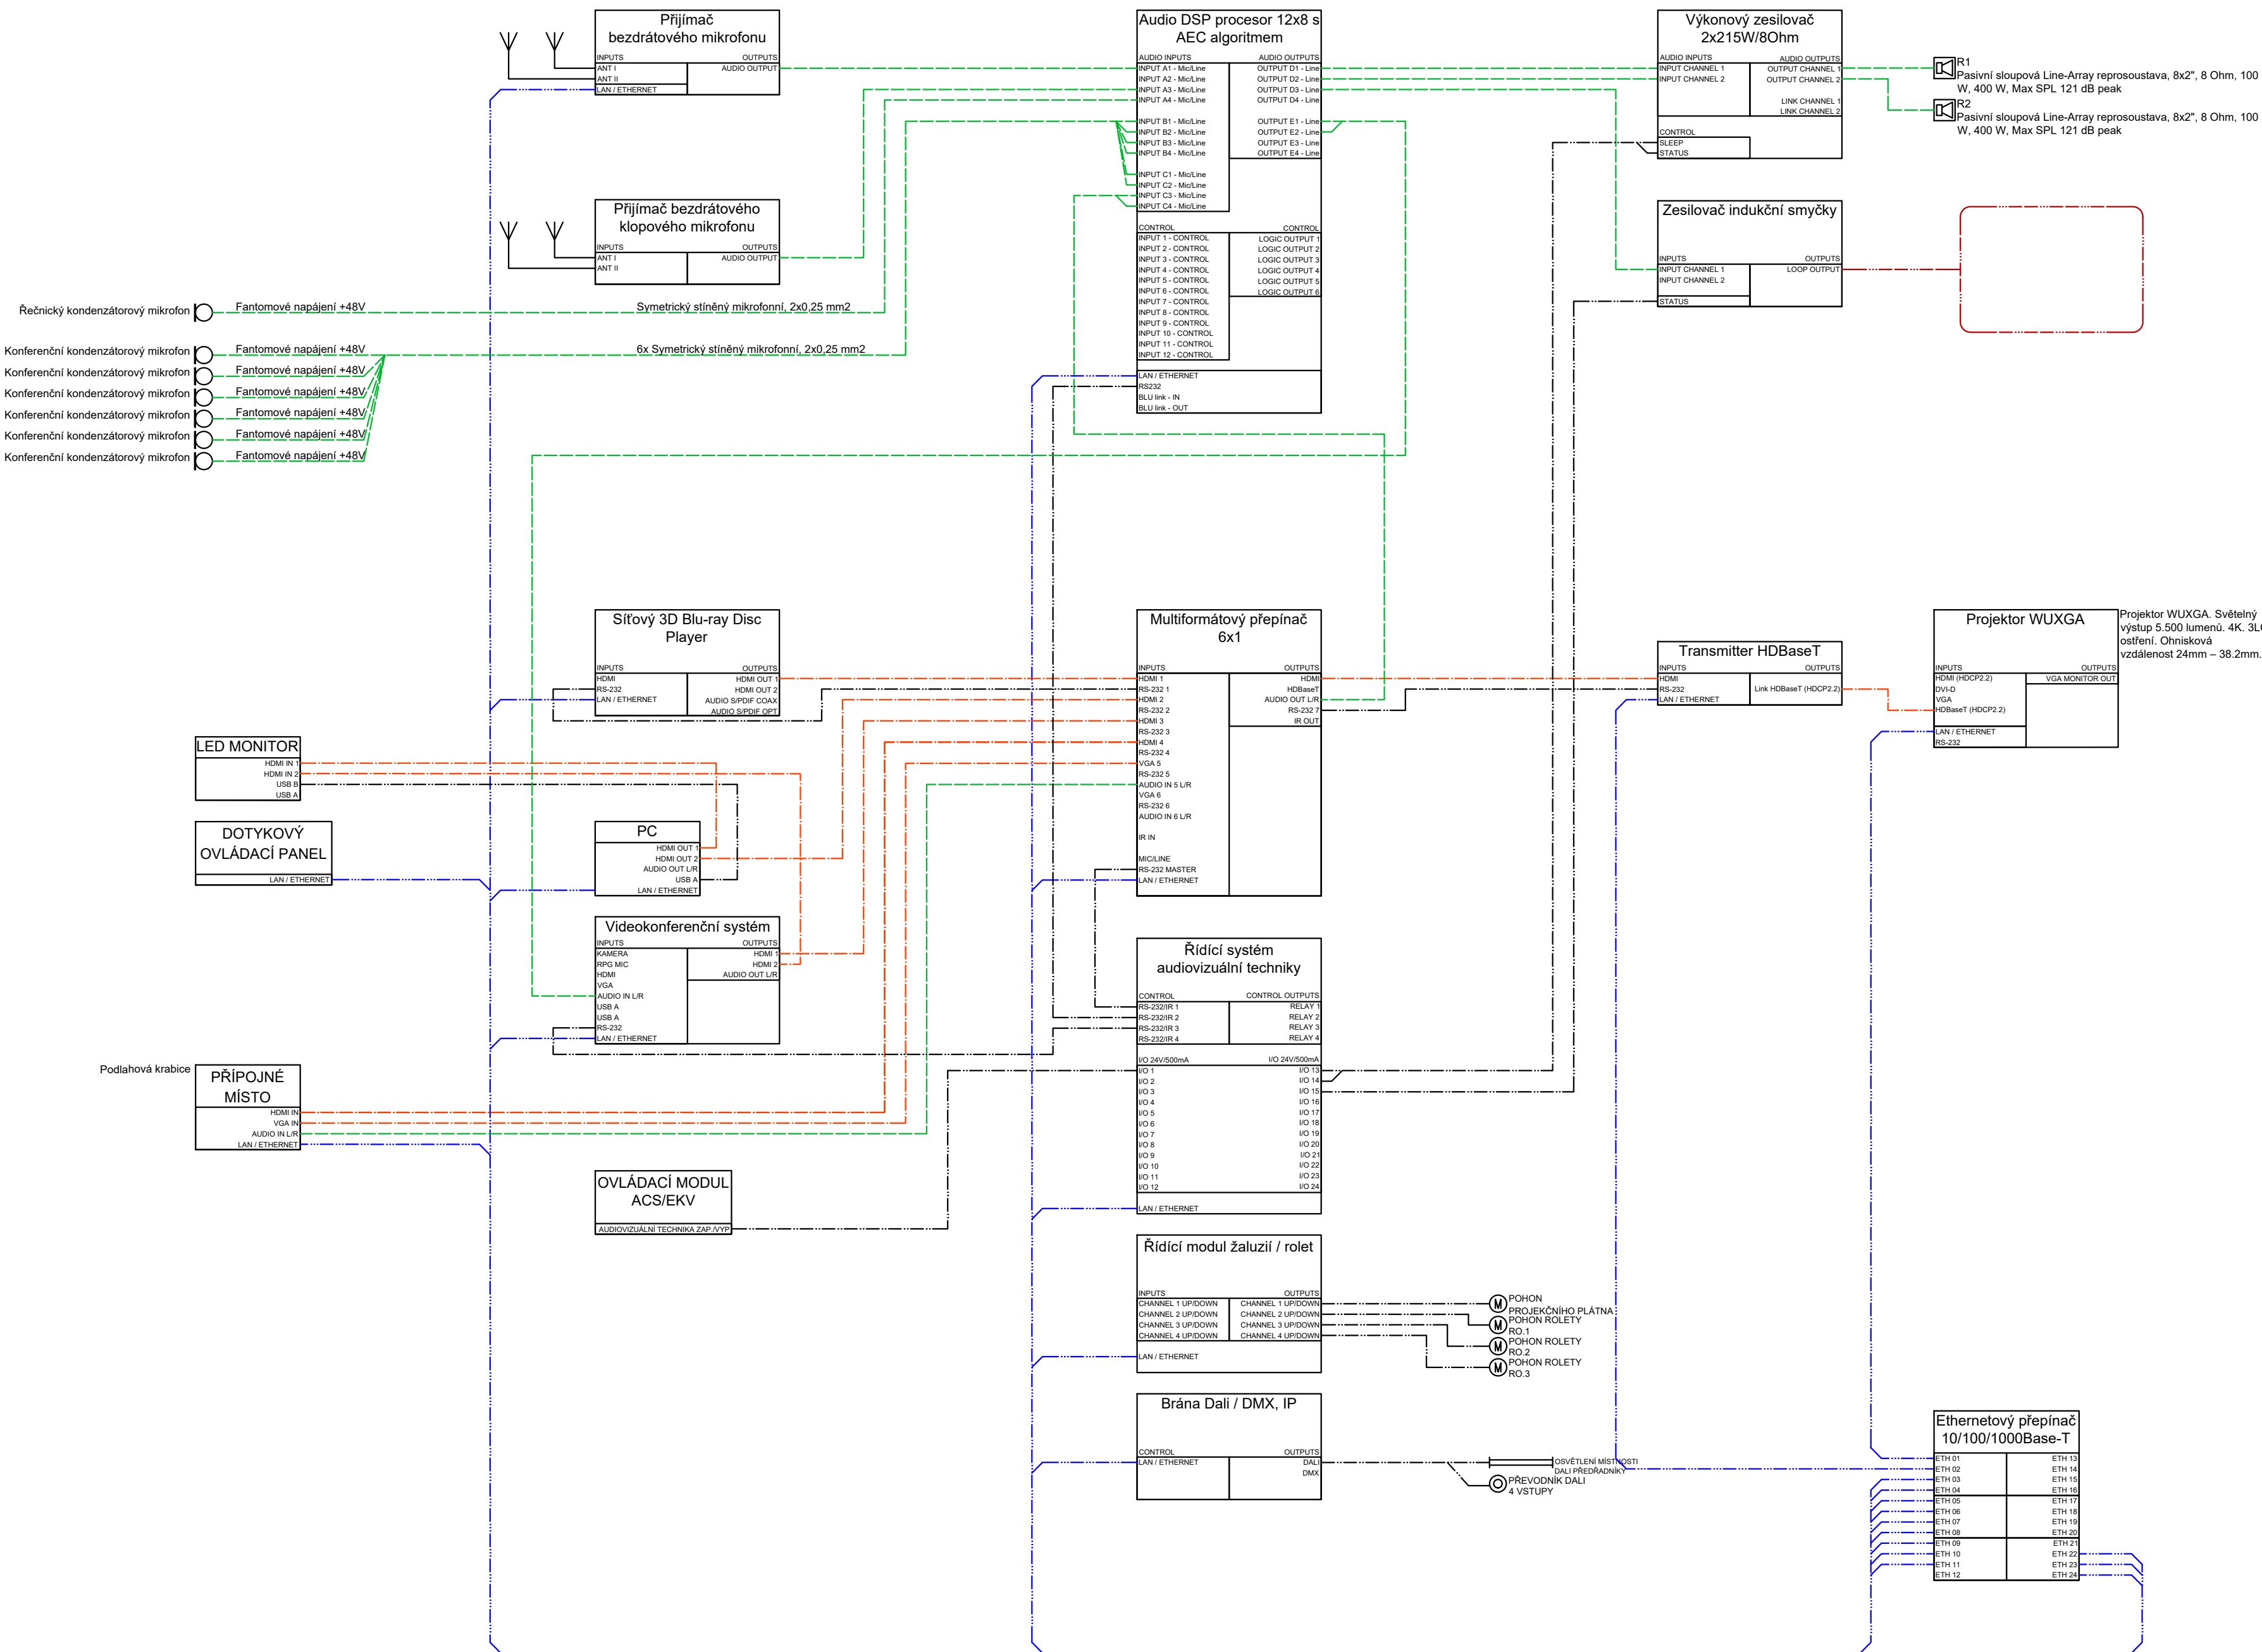 Přijímač
bezdrátového mikrofonu
INPUTS
OUTPUTS
ANT I
AUDIO OUTPUT
ANT II
LAN / ETHERNET
Audio DSP procesor 12x8 s
AEC algoritmem
AUDIO INPUTS
AUDIO OUTPUTS
INPUT A1 - Mic/Line
OUTPUT D1 - Line
INPUT A2 - Mic/Line
OUTPUT D2 - Line
INPUT A3 - Mic/Line
OUTPUT D3 - Line
INPUT A4 - Mic/Line
OUTPUT D4 - Line
INPUT B1 - Mic/Line
OUTPUT E1 - Line
INPUT B2 - Mic/Line
OUTPUT E2 - Line
INPUT B3 - Mic/Line
OUTPUT E3 - Line
INPUT B4 - Mic/Line
OUTPUT E4 - Line
INPUT C1 - Mic/Line
INPUT C2 - Mic/Line
INPUT C3 - Mic/Line
INPUT C4 - Mic/Line
CONTROL
CONTROL
INPUT 1 - CONTROL
LOGIC OUTPUT 1
INPUT 2 - CONTROL
LOGIC OUTPUT 2
INPUT 3 - CONTROL
LOGIC OUTPUT 3
INPUT 4 - CONTROL
LOGIC OUTPUT 4
INPUT 5 - CONTROL
LOGIC OUTPUT 5
INPUT 6 - CONTROL
LOGIC OUTPUT 6
INPUT 7 - CONTROL
INPUT 8 - CONTROL
INPUT 9 - CONTROL
INPUT 10 - CONTROL
INPUT 11 - CONTROL
INPUT 12 - CONTROL
LAN / ETHERNET
RS232
BLU link - IN
BLU link - OUT
Výkonový zesilovač
2x215W/8Ohm
AUDIO INPUTS
AUDIO OUTPUTS
INPUT CHANNEL 1
OUTPUT CHANNEL 1
INPUT CHANNEL 2
OUTPUT CHANNEL 2
LINK CHANNEL 1
LINK CHANNEL 2
CONTROL
SLEEP
STATUS
R1
Pasivní sloupová Line-Array reprosoustava, 8x2", 8 Ohm, 100
W, 400 W, Max SPL 121 dB peak
R2
Pasivní sloupová Line-Array reprosoustava, 8x2", 8 Ohm, 100
W, 400 W, Max SPL 121 dB peak
Přijímač bezdrátového
klopového mikrofonu
INPUTS
OUTPUTS
ANT I
AUDIO OUTPUT
ANT II
Zesilovač indukční smyčky
INPUTS
OUTPUTS
INPUT CHANNEL 1
LOOP OUTPUT
INPUT CHANNEL 2
STATUS
Řečnický kondenzátorový mikrofon
Fantomové napájení +48V
Symetrický stíněný mikrofonní, 2x0,25 mm2
Konferenční kondenzátorový mikrofon
Fantomové napájení +48V
6x Symetrický stíněný mikrofonní, 2x0,25 mm2
Konferenční kondenzátorový mikrofon
Fantomové napájení +48V
Konferenční kondenzátorový mikrofon
Fantomové napájení +48V
Konferenční kondenzátorový mikrofon
Fantomové napájení +48V
Konferenční kondenzátorový mikrofon
Fantomové napájení +48V
Konferenční kondenzátorový mikrofon
Fantomové napájení +48V
Síťový 3D Blu-ray Disc
Player
INPUTS
OUTPUTS
HDMI
HDMI OUT 1
RS-232
HDMI OUT 2
LAN / ETHERNET
AUDIO S/PDIF COAX
AUDIO S/PDIF OPT
Multiformátový přepínač
6x1
INPUTS
OUTPUTS
HDMI 1
HDMI
RS-232 1
HDBaseT
HDMI 2
AUDIO OUT L/R
RS-232 2
RS-232 7
HDMI 3
IR OUT
RS-232 3
HDMI 4
RS-232 4
VGA 5
RS-232 5
AUDIO IN 5 L/R
VGA 6
RS-232 6
AUDIO IN 6 L/R
IR IN
MIC/LINE
RS-232 MASTER
LAN / ETHERNET
Transmitter HDBaseT
INPUTS
OUTPUTS
HDMI
RS-232
Link HDBaseT (HDCP2.2)
LAN / ETHERNET
Projektor WUXGA
INPUTS
OUTPUTS
HDMI (HDCP2.2)
VGA MONITOR OUT
DVI-D
VGA
HDBaseT (HDCP2.2)
LAN / ETHERNET
RS-232
Projektor WUXGA. Světelný
výstup 5.500 lumenů. 4K.
ostření. Ohnisková
vzdálenost 24mm – 38.2mm.
LED MONITOR
HDMI IN 1
HDMI IN 2
USB B
USB A
DOTYKOVÝ
OVLÁDACÍ PANEL
LAN / ETHERNET
PC
HDMI OUT 1
HDMI OUT 2
AUDIO OUT L/R
USB A
LAN / ETHERNET
Videokonferenční systém
INPUTS
OUTPUTS
KAMERA
HDMI 1
RPG MIC
HDMI 2
HDMI
AUDIO OUT L/R
VGA
AUDIO IN L/R
USB A
USB A
RS-232
LAN / ETHERNET
Řídící systém
audiovizuální techniky
CONTROL
CONTROL OUTPUTS
RS-232/IR 1
RELAY 1
RS-232/IR 2
RELAY 2
RS-232/IR 3
RELAY 3
RS-232/IR 4
RELAY 4
I/O 24V/500mA
I/O 24V/500mA
I/O 1
I/O 13
I/O 2
I/O 14
I/O 3
I/O 15
I/O 4
I/O 16
I/O 5
I/O 17
I/O 6
I/O 18
I/O 7
I/O 19
I/O 8
I/O 20
I/O 9
I/O 21
I/O 10
I/O 22
I/O 11
I/O 23
I/O 12
I/O 24
LAN / ETHERNET
Podlahová krabice
PŘÍPOJNÉ
MÍSTO
HDMI IN
VGA IN
AUDIO IN L/R
LAN / ETHERNET
OVLÁDACÍ MODUL
ACS/EKV
AUDIOVIZUÁLNÍ TECHNIKA ZAP./VYP
Řídící modul žaluzií / rolet
INPUTS
OUTPUTS
CHANNEL 1 UP/DOWN
CHANNEL 1 UP/DOWN
CHANNEL 2 UP/DOWN
CHANNEL 2 UP/DOWN
CHANNEL 3 UP/DOWN
CHANNEL 3 UP/DOWN
CHANNEL 4 UP/DOWN
CHANNEL 4 UP/DOWN
LAN / ETHERNET
M
POHON
PROJEKČNÍHO PLÁTNA
M
POHON ROLETY
RO.1
M
POHON ROLETY
RO.2
M
POHON ROLETY
RO.3
Brána Dali / DMX, IP
CONTROL
OUTPUTS
LAN / ETHERNET
DALI
DMX
OSVĚTLENÍ MÍSTNOSTI
DALI PŘEDŘADNÍKY
PŘEVODNÍK DALI
4 VSTUPY
Ethernetový přepínač
10/100/1000Base-T
ETH 01
ETH 13
ETH 02
ETH 14
ETH 03
ETH 15
ETH 04
ETH 16
ETH 05
ETH 17
ETH 06
ETH 18
ETH 07
ETH 19
ETH 08
ETH 20
ETH 09
ETH 21
ETH 10
ETH 22
ETH 11
ETH 23
ETH 12
ETH 24